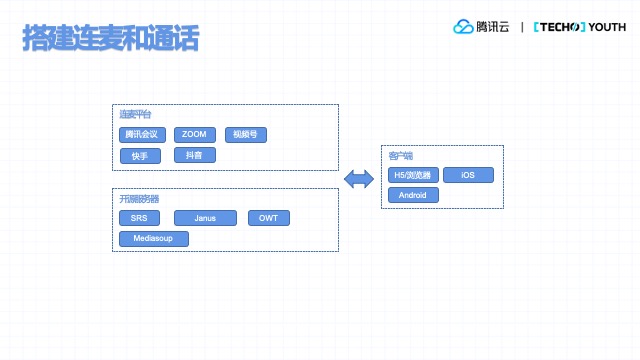 搭建连麦和通话
腾讯云 | [TECHO] YOUTH
连麦平台
腾讯会议 ZOOM 视频号
快手 抖音
客户端
H5/浏览器 iOS
Android
开源服务器
SRS Janus OWT
Mediasoup